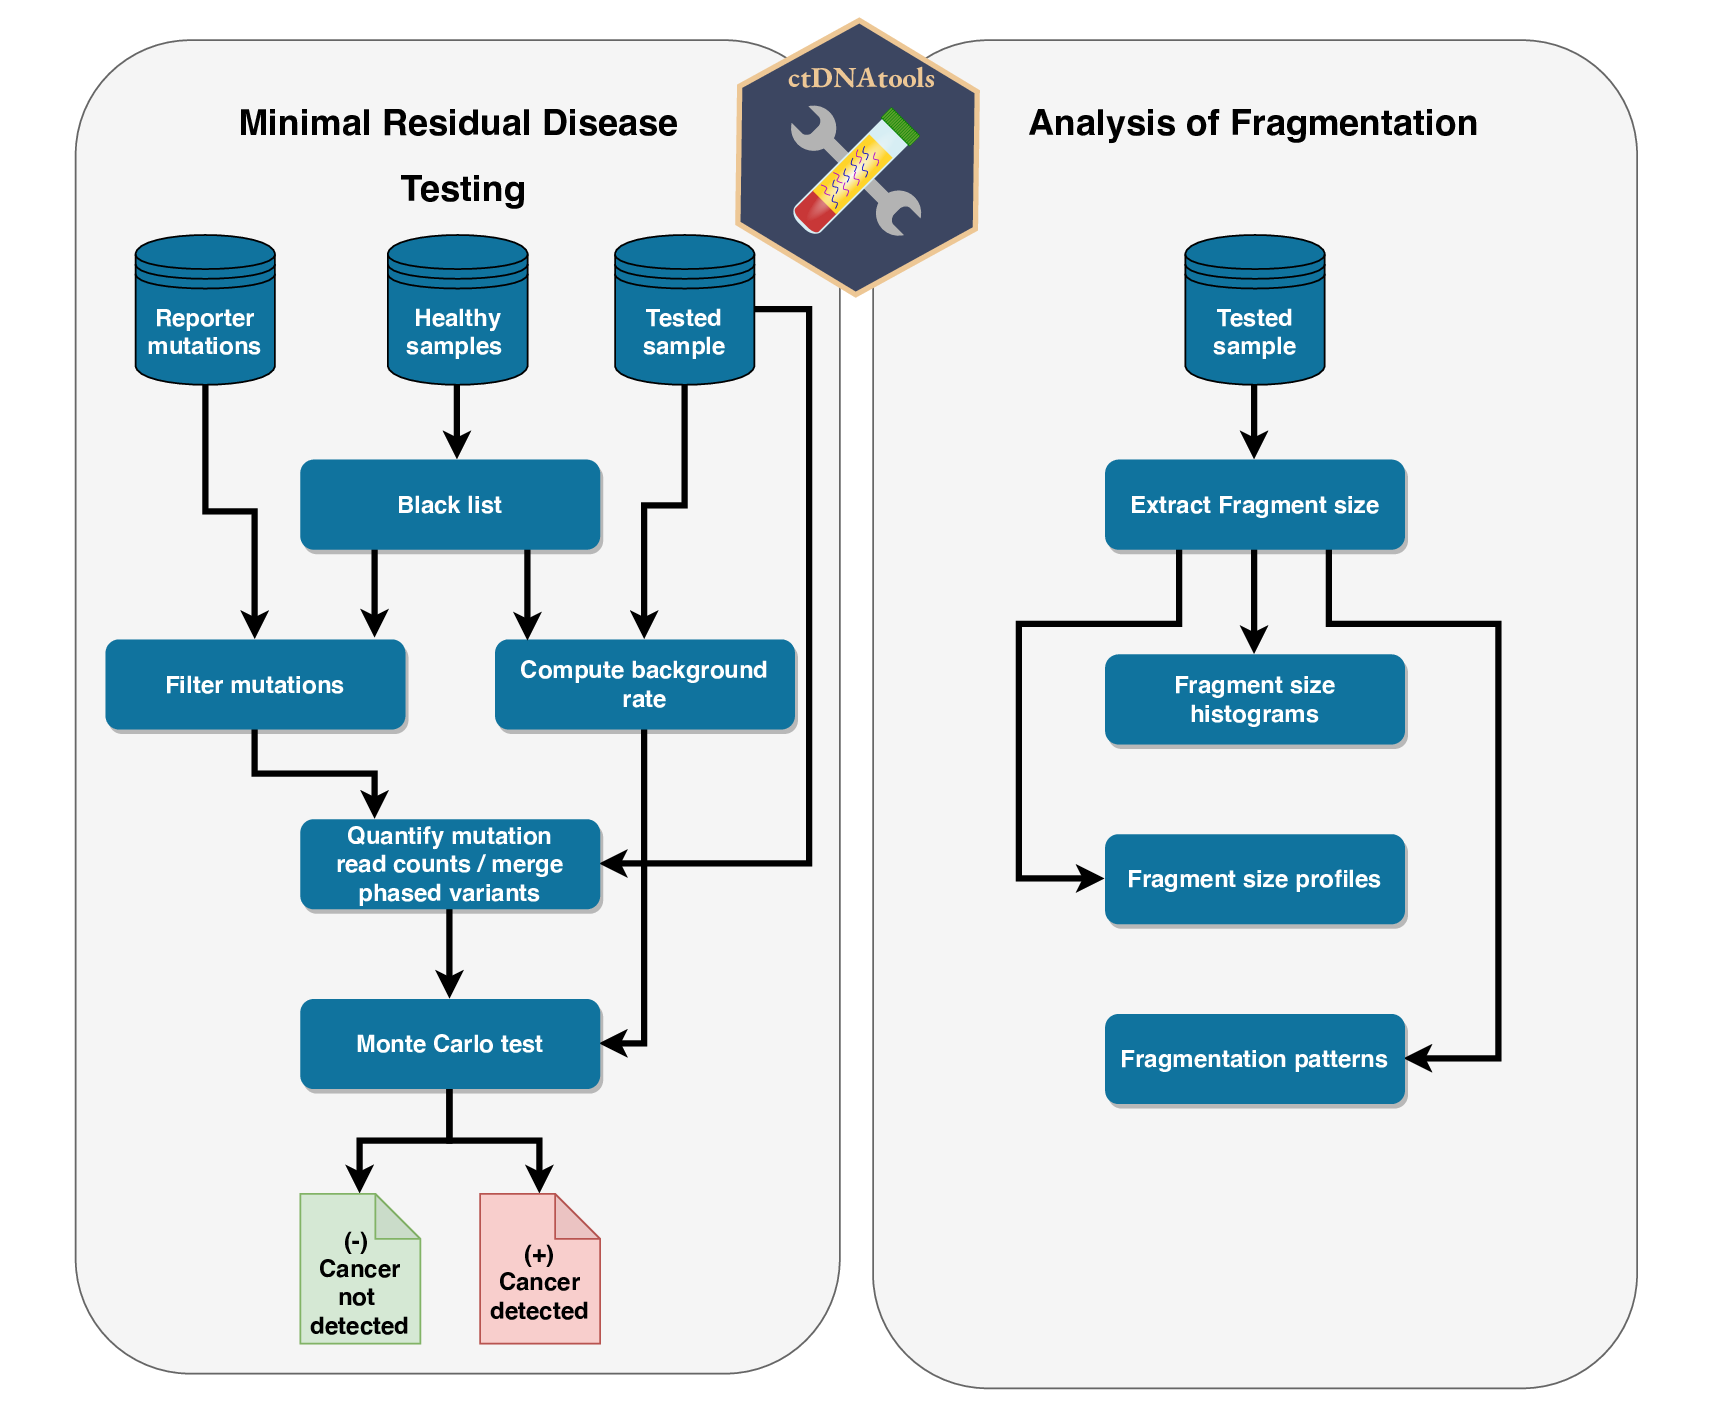 ctDNAtools
Minimal Residual Disease
Testing
Reporter
mutations
Healthy
samples
Tested
sample
Black list
Filter mutations
Compute background
rate
Quantify mutation
read counts / merge
phased variants
Monte Carlo test
(-)
Cancer
not
detected
(+)
Cancer
detected
Analysis of Fragmentation
Tested
sample
Extract Fragment size
Fragment size
histograms
Fragment size profiles
Fragmentation patterns